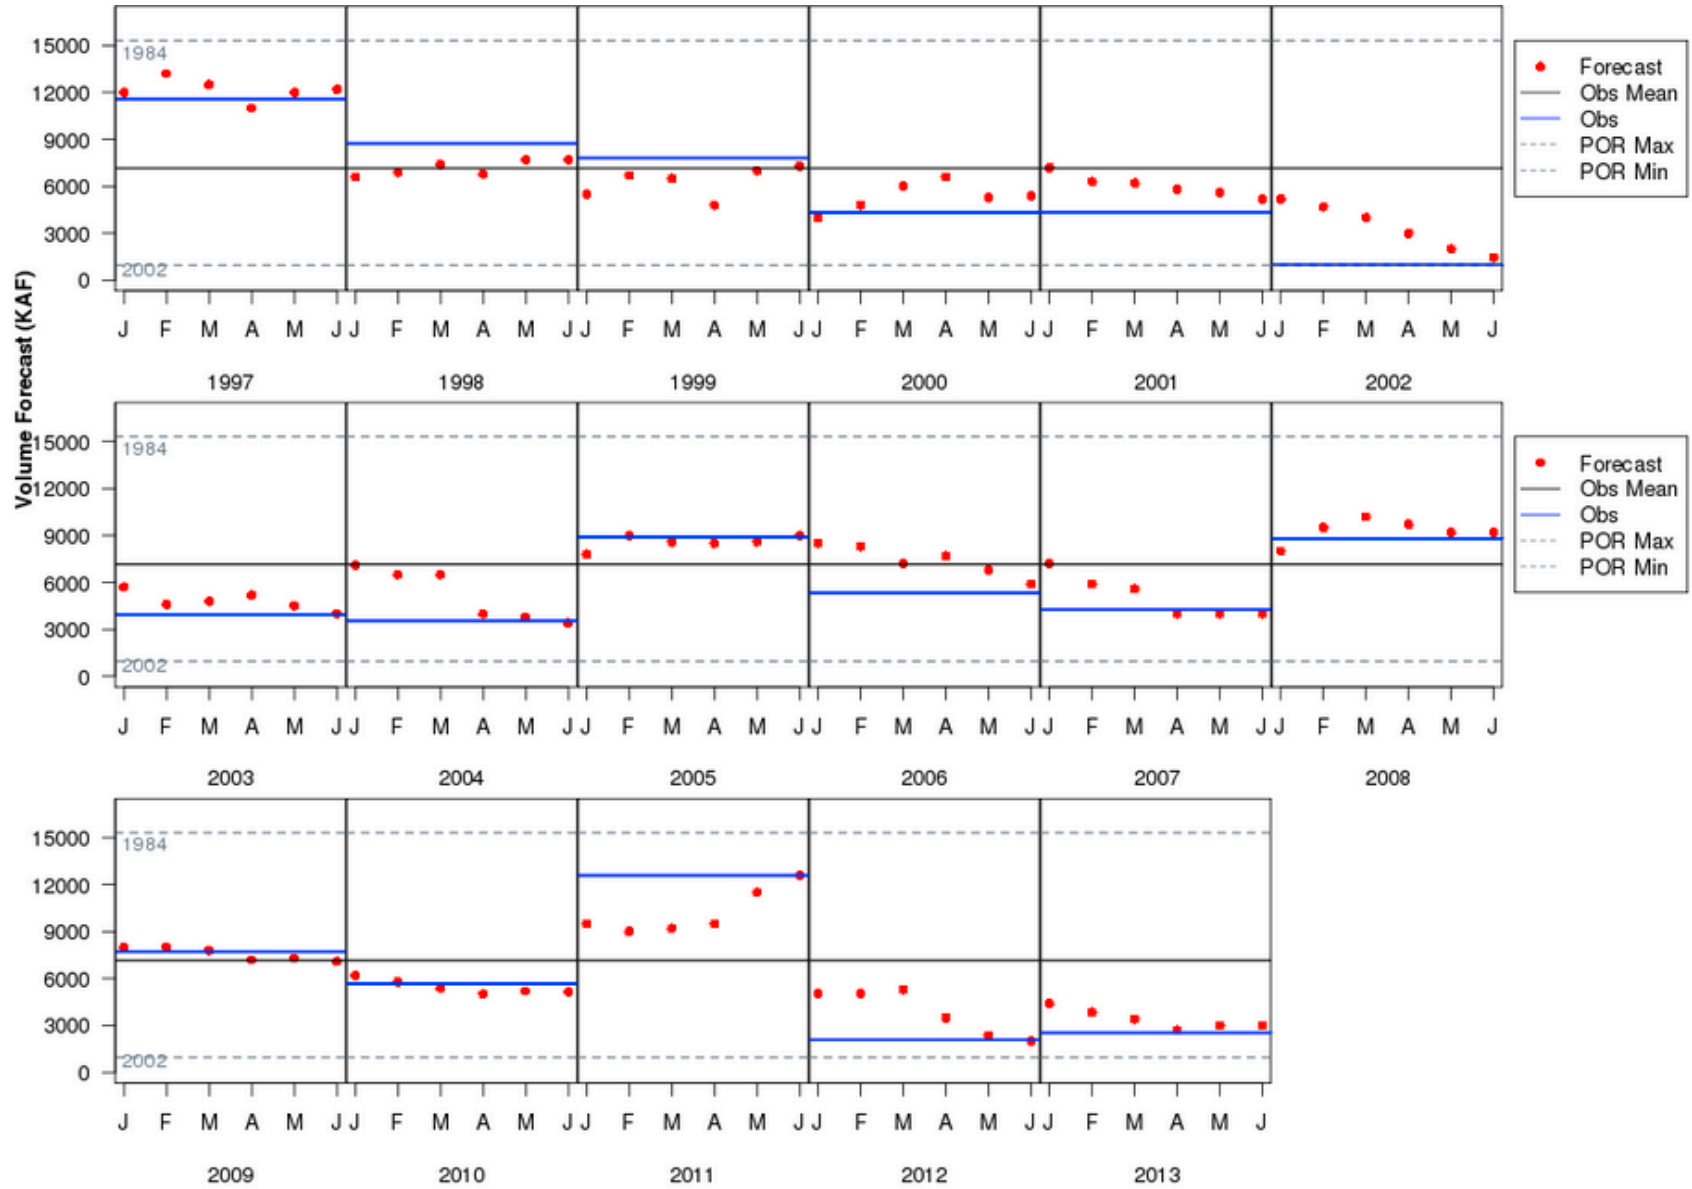 Volume Forecast (KAF)
15000
12000
9000
6000
3000
0
1984
2002
J F M A M J J F M A M J J F M A M J J F M A M J J F M A M J J F M A M J
1997 1998 1999 2000 2001 2002
Forecast
Obs Mean
Obs
POR Max
POR Min
15000
12000
9000
6000
3000
0
1984
2002
J F M A M J J F M A M J J F M A M J J F M A M J J F M A M J J F M A M J
2003 2004 2005 2006 2007 2008
Forecast
Obs Mean
Obs
POR Max
POR Min
15000
12000
9000
6000
3000
0
1984
2002
J F M A M J J F M A M J J F M A M J J F M A M J J F M A M J
2009 2010 2011 2012 2013